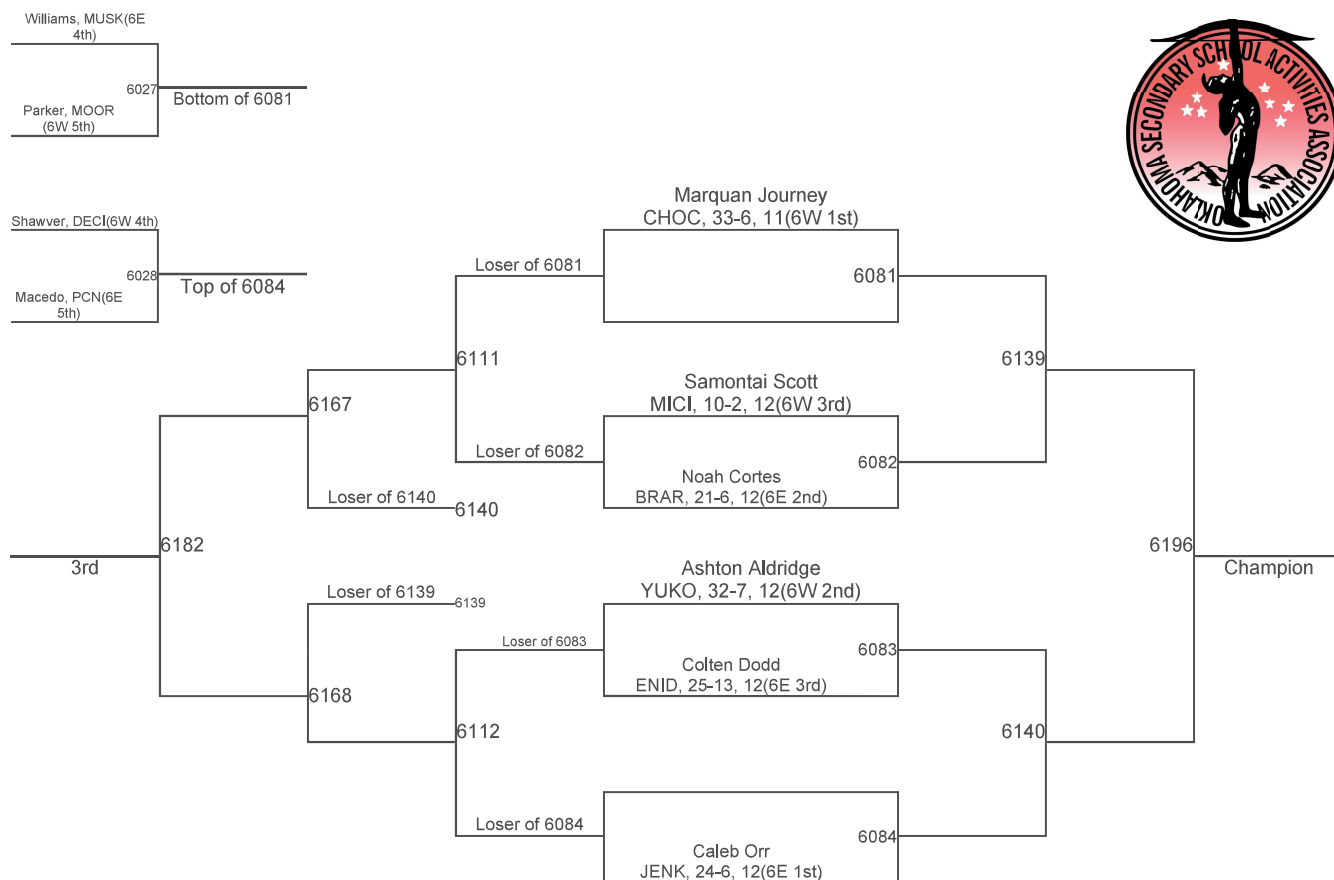 Williams, MUSK(6E
4th)
6027
Bottom of 6081
Parker, MOOR
(6W 5th)
Shawver, DECI(6W 4th)
6028
Top of 6084
Macedo, PCN(6E
5th)
OKLAHOMA SECONDARY SCHOOL ACTIVITIES ASSOCIATION
Marquan Journey
CHOC, 33-6, 11(6W 1st)
Loser of 6081
6081
6111
6139
Samontai Scott
MICI, 10-2, 12(6W 3rd)
6167
Loser of 6082
6082
Noah Cortes
BRAR, 21-6, 12(6E 2nd)
Loser of 6140
6140
6182
6196
3rd
Champion
Ashton Aldridge
YUKO, 32-7, 12(6W 2nd)
Loser of 6139
6139
Loser of 6083
6083
Colten Dodd
ENID, 25-13, 12(6E 3rd)
6168
6112
6140
Loser of 6084
6084
Caleb Orr
JENK, 24-6, 12(6E 1st)